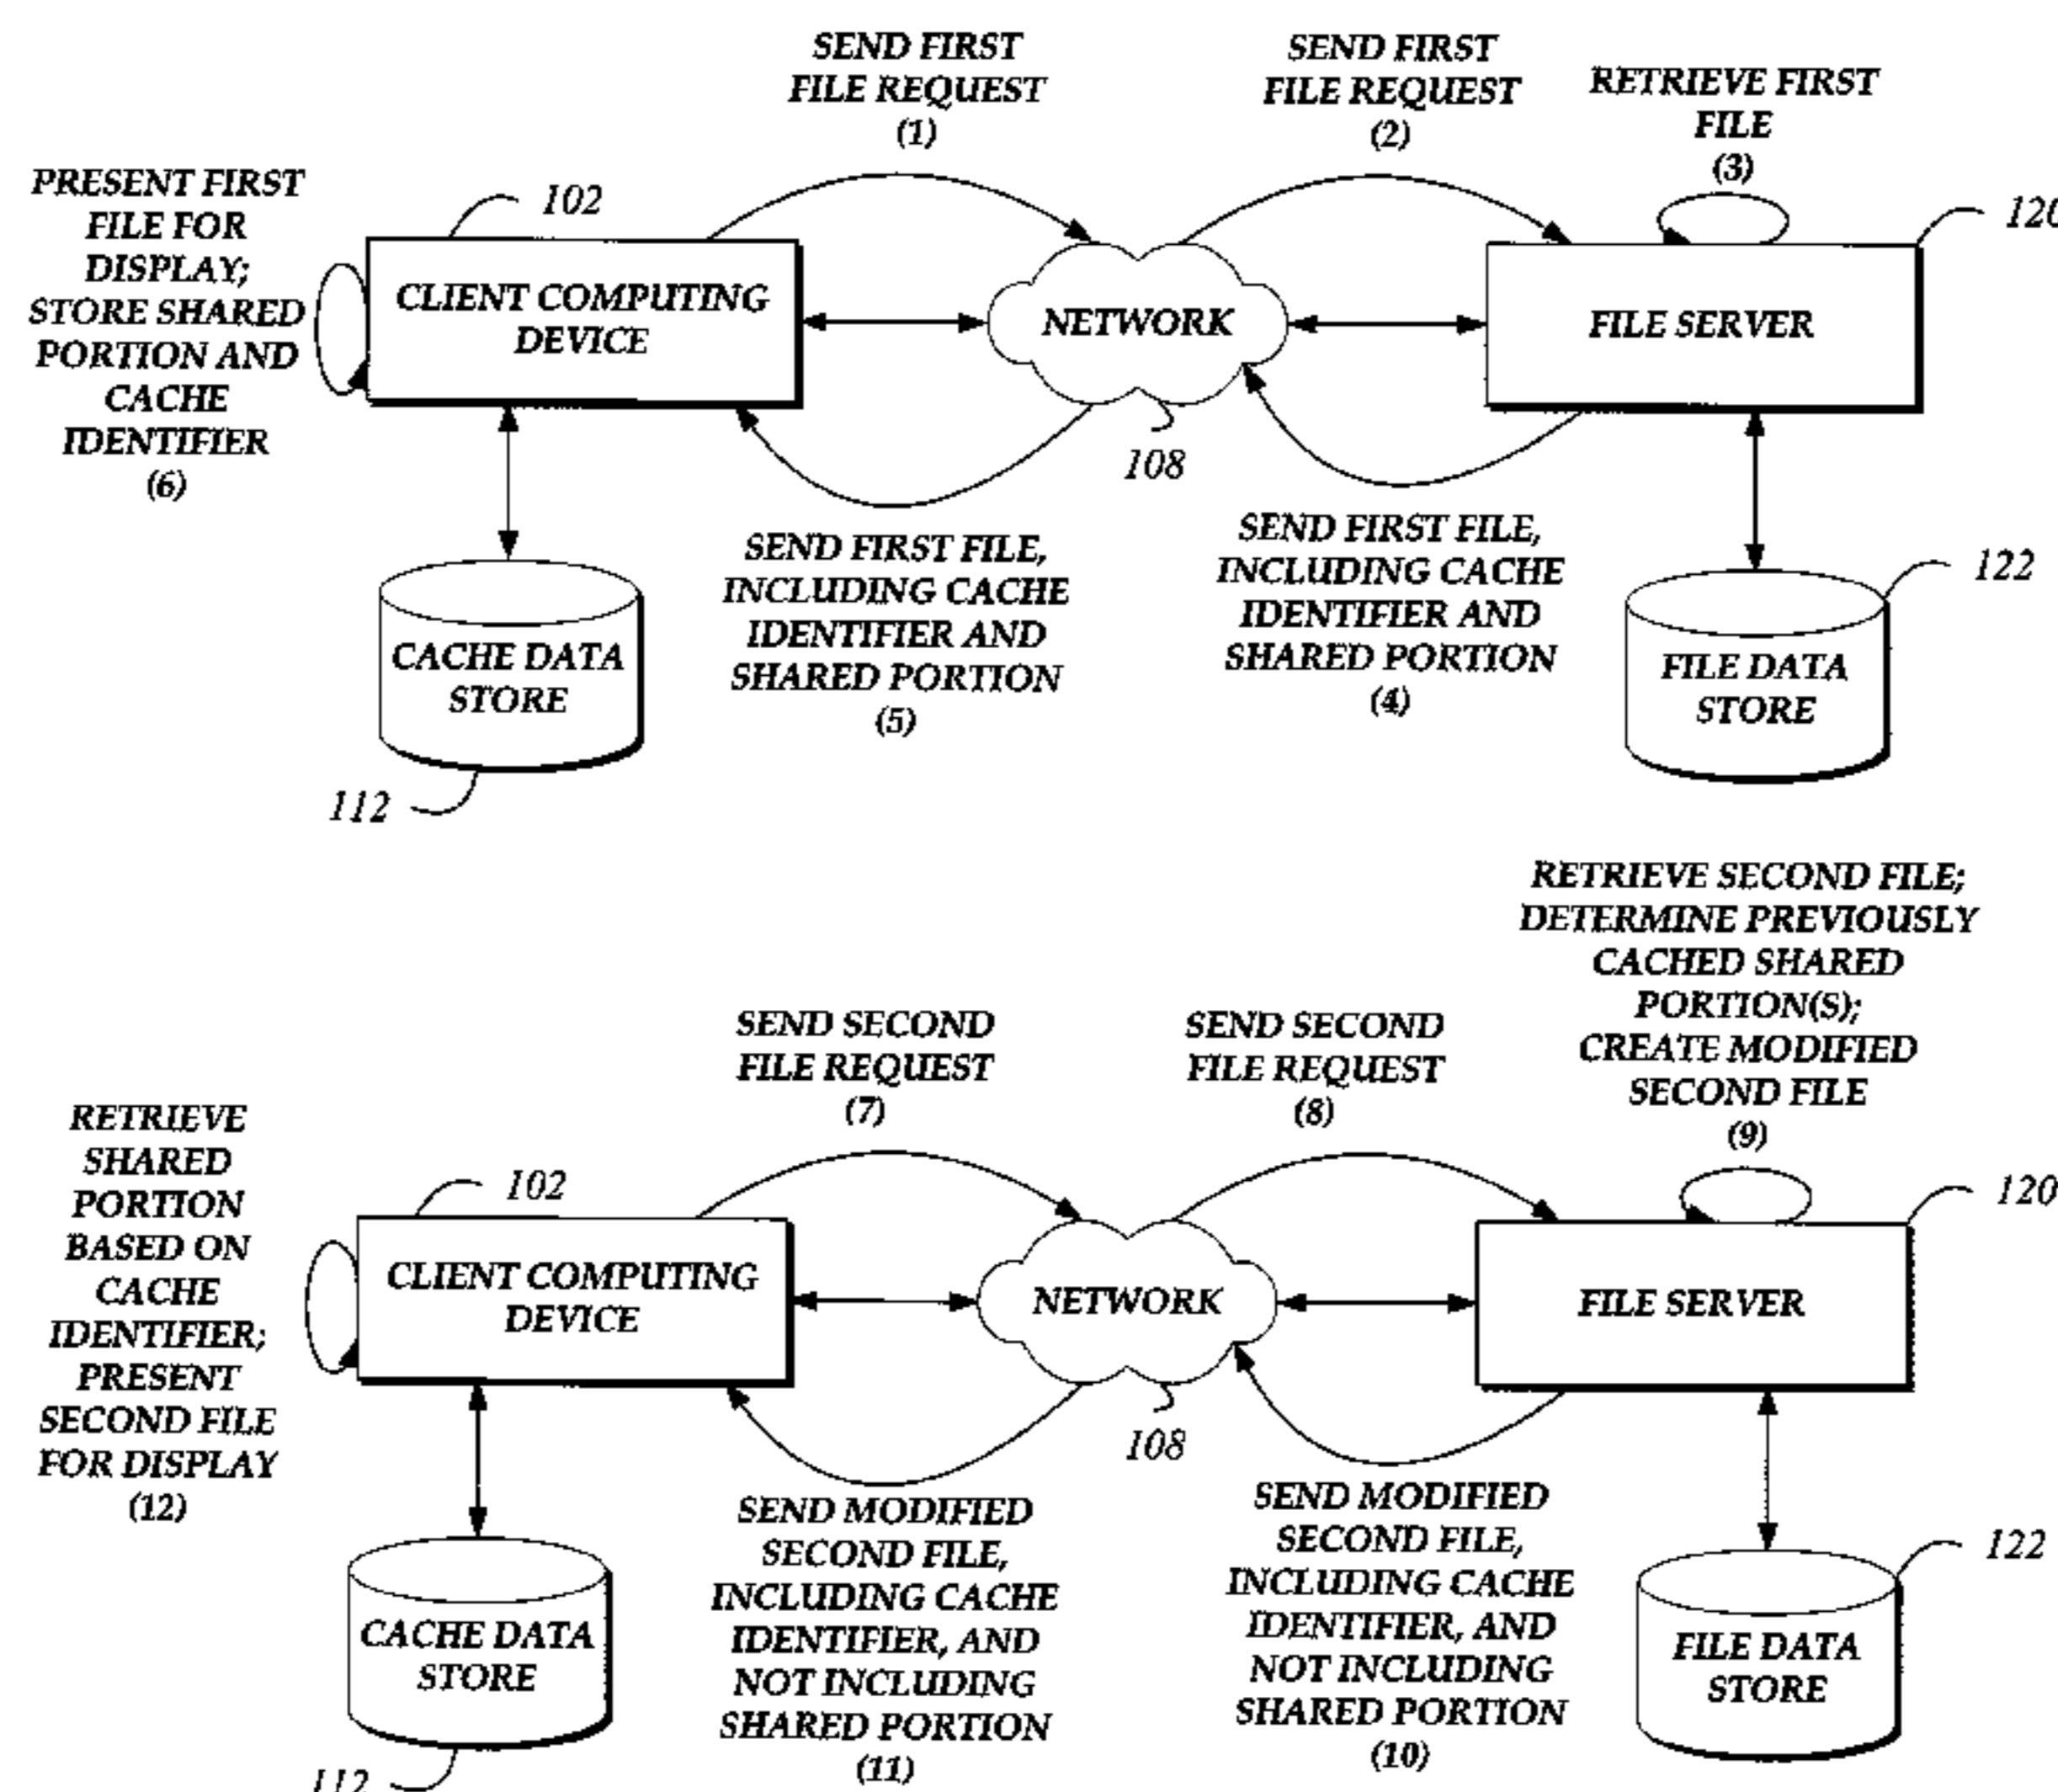 SEND FIRST
FILE REQUEST
(1)
SEND FIRST
FILE REQUEST
(2)
RETRIEVE FIRST
FILE
(3)
PRESENT FIRST
FILE FOR
DISPLAY;
STORE SHARED
PORTION AND
CACHE
IDENTIFIER
(6)
102
CLIENT COMPUTING
DEVICE
NETWORK
108
120
FILE SERVER
SEND FIRST FILE,
INCLUDING CACHE
IDENTIFIER AND
SHARED PORTION
(5)
SEND FIRST FILE,
INCLUDING CACHE
IDENTIFIER AND
SHARED PORTION
(4)
CACHE DATA
STORE
112
122
FILE DATA
STORE
RETRIEVE SECOND FILE;
DETERMINE PREVIOUSLY
CACHED SHARED
PORTION(S);
CREATE MODIFIED
SECOND FILE
(9)
SEND SECOND
FILE REQUEST
(7)
SEND SECOND
FILE REQUEST
(8)
RETRIEVE
SHARED
PORTION
BASED ON
CACHE
IDENTIFIER;
PRESENT
SECOND FILE
FOR DISPLAY
(12)
102
CLIENT COMPUTING
DEVICE
NETWORK
108
120
FILE SERVER
SEND MODIFIED
SECOND FILE,
INCLUDING CACHE
IDENTIFIER, AND
NOT INCLUDING
SHARED PORTION
(11)
SEND MODIFIED
SECOND FILE,
INCLUDING CACHE
IDENTIFIER, AND
NOT INCLUDING
SHARED PORTION
(10)
CACHE DATA
STORE
112
122
FILE DATA
STORE